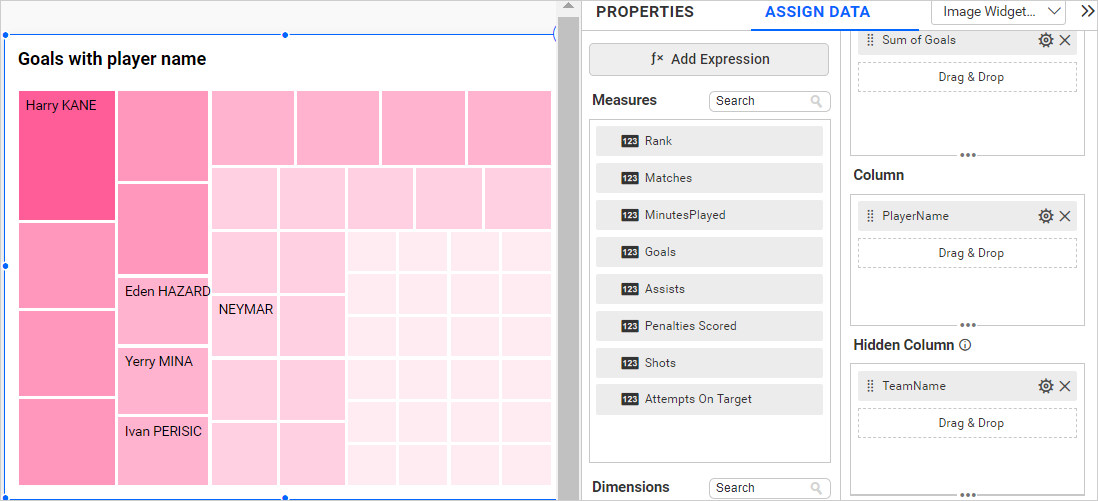 PROPERTIES
ASSIGN DATA
Image Widget...
Goals with player name
Harry KANE
Eden HAZARD
NEYMAR
Yerry MINA
Ivan PERISIC
Add Expression
Measures
Search
123 Rank
123 Matches
123 MinutesPlayed
123 Goals
123 Assists
123 Penalties Scored
123 Shots
123 Attempts On Target
Dimensions
Search
Sum of Goals
Drag & Drop
Column
PlayerName
Drag & Drop
Hidden Column
TeamName
Drag & Drop